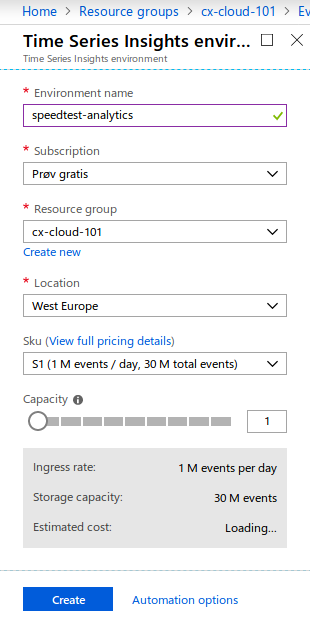 Home > Resource groups > cx-cloud-101 > Ev
Time Series Insights envir...
Time Series Insights environment
* Environment name
speedtest-analytics
* Subscription
Prøv gratis
* Resource group
cx-cloud-101
Create new
* Location
West Europe
Sku (View full pricing details)
S1 (1 M events / day, 30 M total events)
Capacity
1
Ingress rate: 1 M events per day
Storage capacity: 30 M events
Estimated cost: Loading...
Create Automation options